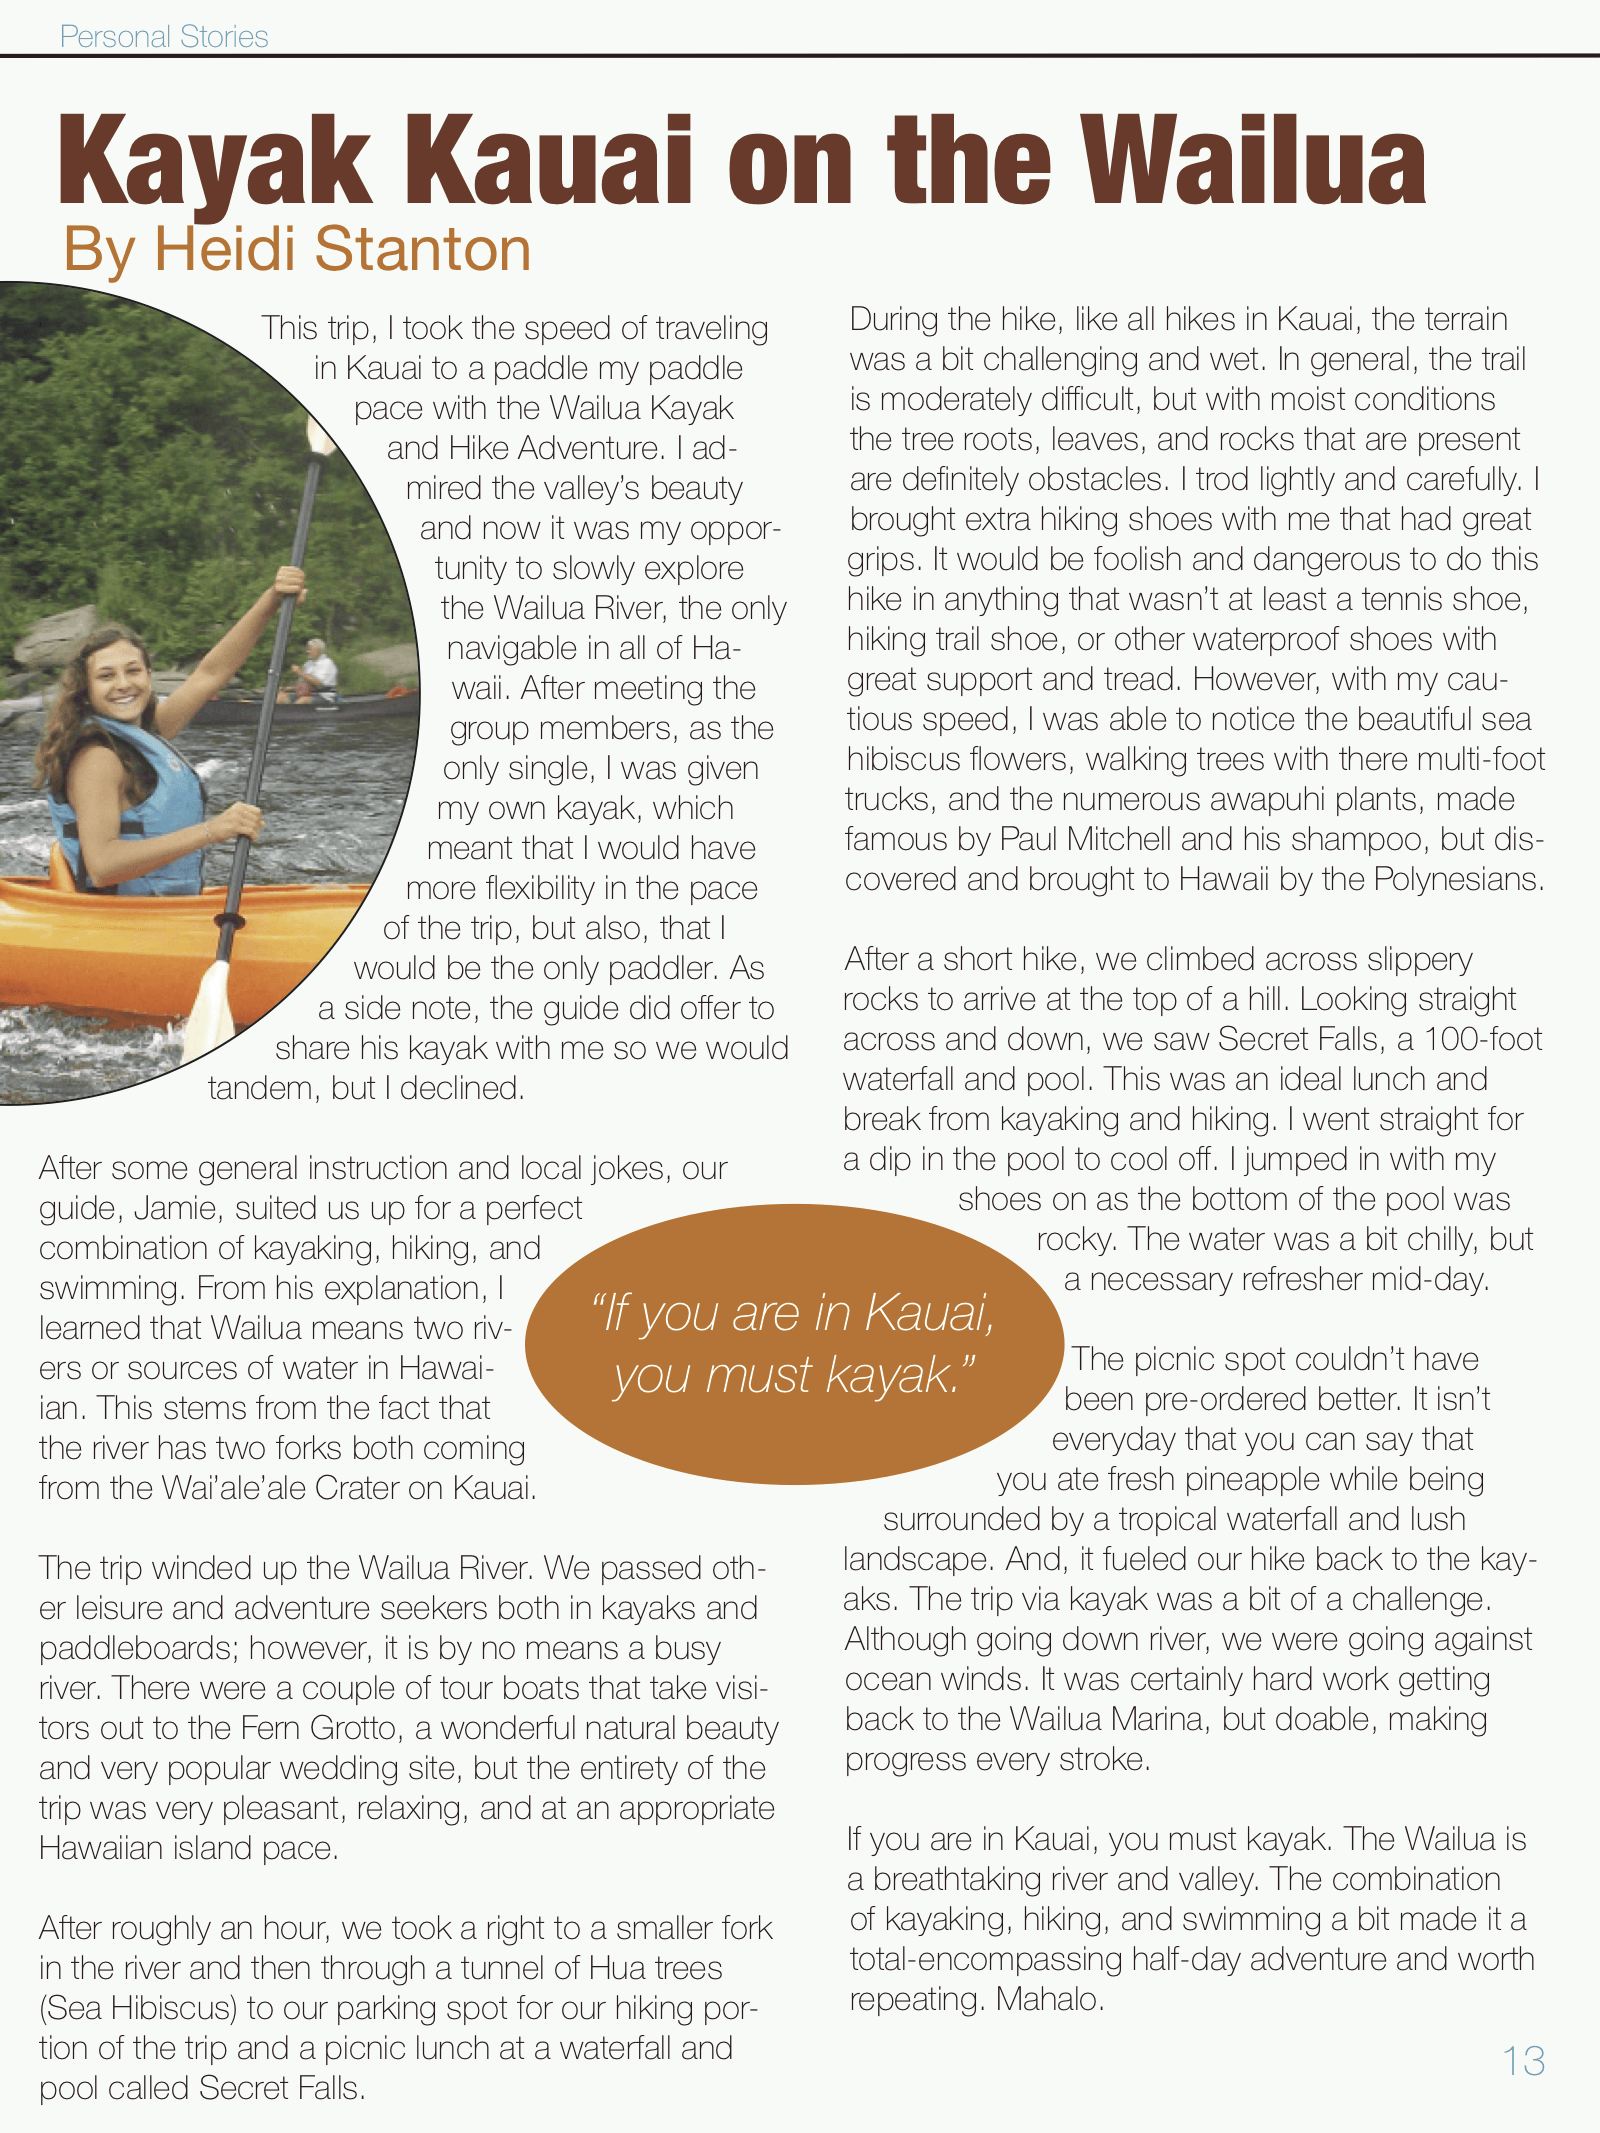 Personal Stories
Kayak Kauai on the Wailua
By Heidi Stanton
This trip, I took the speed of traveling
in Kauai to a paddle my paddle
pace with the Wailua Kayak
and Hike Adventure. I ad-
mired the valley’s beauty
and now it was my oppor-
tunity to slowly explore
the Wailua River, the only
navigable in all of Ha-
waii. After meeting the
group members, as the
only single, I was given
my own kayak, which
meant that I would have
more flexibility in the pace
of the trip, but also, that I
would be the only paddler. As
a side note, the guide did offer to
share his kayak with me so we would
tandem, but I declined.
After some general instruction and local jokes, our
guide, Jamie, suited us up for a perfect
combination of kayaking, hiking, and
swimming. From his explanation, I
learned that Wailua means two riv-
ers or sources of water in Hawai-
ian. This stems from the fact that
the river has two forks both coming
from the Wai’ale’ale Crater on Kauai.
The trip winded up the Wailua River. We passed oth-
er leisure and adventure seekers both in kayaks and
paddleboards; however, it is by no means a busy
river. There were a couple of tour boats that take visi-
tors out to the Fern Grotto, a wonderful natural beauty
and very popular wedding site, but the entirety of the
trip was very pleasant, relaxing, and at an appropriate
Hawaiian island pace.
After roughly an hour, we took a right to a smaller fork
in the river and then through a tunnel of Hua trees
(Sea Hibiscus) to our parking spot for our hiking por-
tion of the trip and a picnic lunch at a waterfall and
pool called Secret Falls.
“If you are in Kauai,
you must kayak.”
During the hike, like all hikes in Kauai, the terrain
was a bit challenging and wet. In general, the trail
is moderately difficult, but with moist conditions
the tree roots, leaves, and rocks that are present
are definitely obstacles. I trod lightly and carefully. I
brought extra hiking shoes with me that had great
grips. It would be foolish and dangerous to do this
hike in anything that wasn’t at least a tennis shoe,
hiking trail shoe, or other waterproof shoes with
great support and tread. However, with my cau-
tious speed, I was able to notice the beautiful sea
hibiscus flowers, walking trees with there multi-foot
trucks, and the numerous awapuhi plants, made
famous by Paul Mitchell and his shampoo, but dis-
covered and brought to Hawaii by the Polynesians.
After a short hike, we climbed across slippery
rocks to arrive at the top of a hill. Looking straight
across and down, we saw Secret Falls, a 100-foot
waterfall and pool. This was an ideal lunch and
break from kayaking and hiking. I went straight for
a dip in the pool to cool off. I jumped in with my
shoes on as the bottom of the pool was
rocky. The water was a bit chilly, but
a necessary refresher mid-day.
The picnic spot couldn’t have
been pre-ordered better. It isn’t
everyday that you can say that
you ate fresh pineapple while being
surrounded by a tropical waterfall and lush
landscape. And, it fueled our hike back to the kay-
aks. The trip via kayak was a bit of a challenge.
Although going down river, we were going against
ocean winds. It was certainly hard work getting
back to the Wailua Marina, but doable, making
progress every stroke.
If you are in Kauai, you must kayak. The Wailua is
a breathtaking river and valley. The combination
of kayaking, hiking, and swimming a bit made it a
total-encompassing half-day adventure and worth
repeating. Mahalo.
13